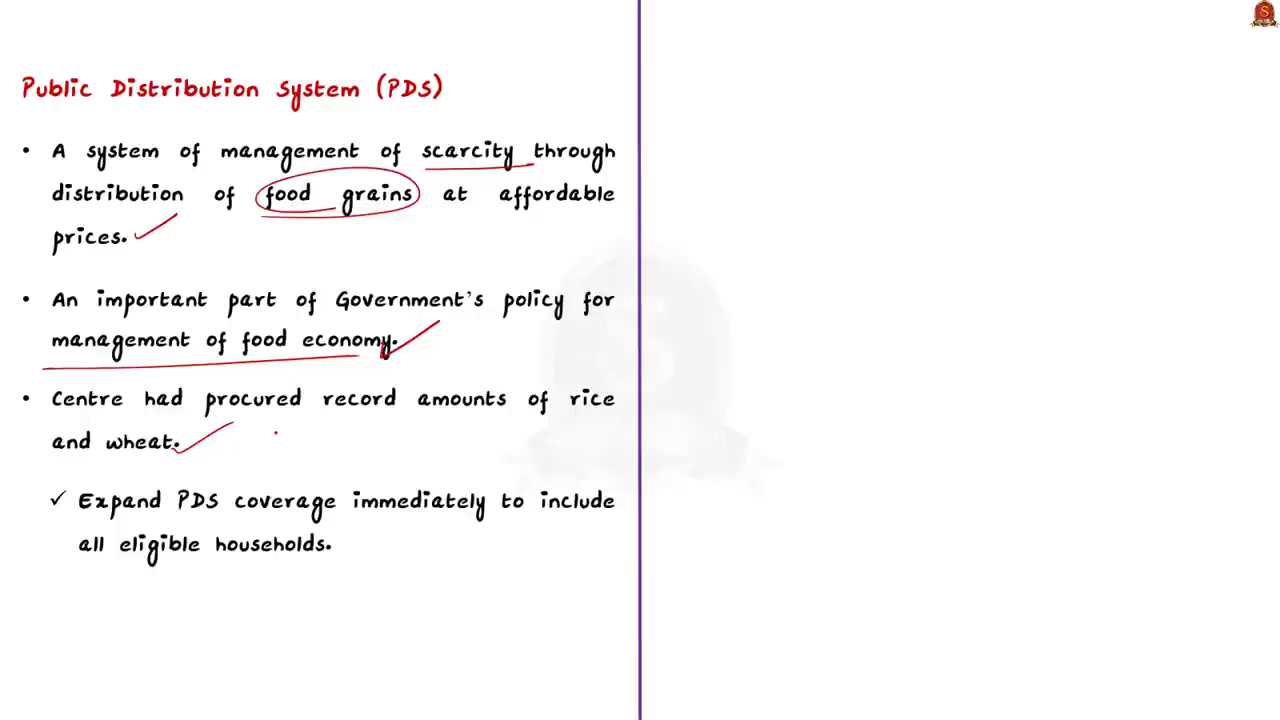 Public Distribution System (PDS)
• A system of management of scarcity through
distribution of food grains at affordable
prices.
• An important part of Government's policy for
management of food economy.
• Centre had procured record amounts of rice
and wheat.
✓ Expand PDS coverage immediately to include
all eligible households.